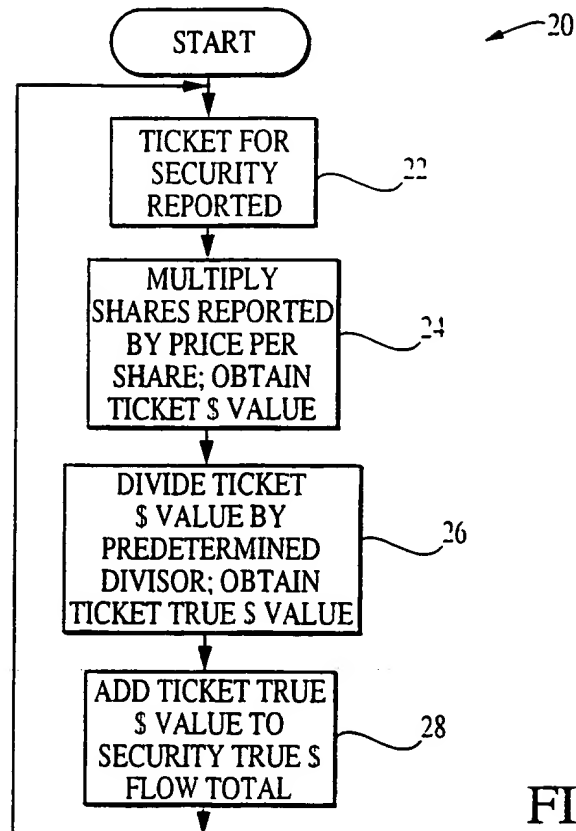 START
20
TICKET FOR
SECURITY
REPORTED
22
MULTIPLY
SHARES REPORTED
BY PRICE PER
SHARE; OBTAIN
TICKET $ VALUE
24
DIVIDE TICKET
$ VALUE BY
PREDETERMINED
DIVISOR; OBTAIN
TICKET TRUE $ VALUE
26
ADD TICKET TRUE
$ VALUE TO
SECURITY TRUE $
FLOW TOTAL
28
FI